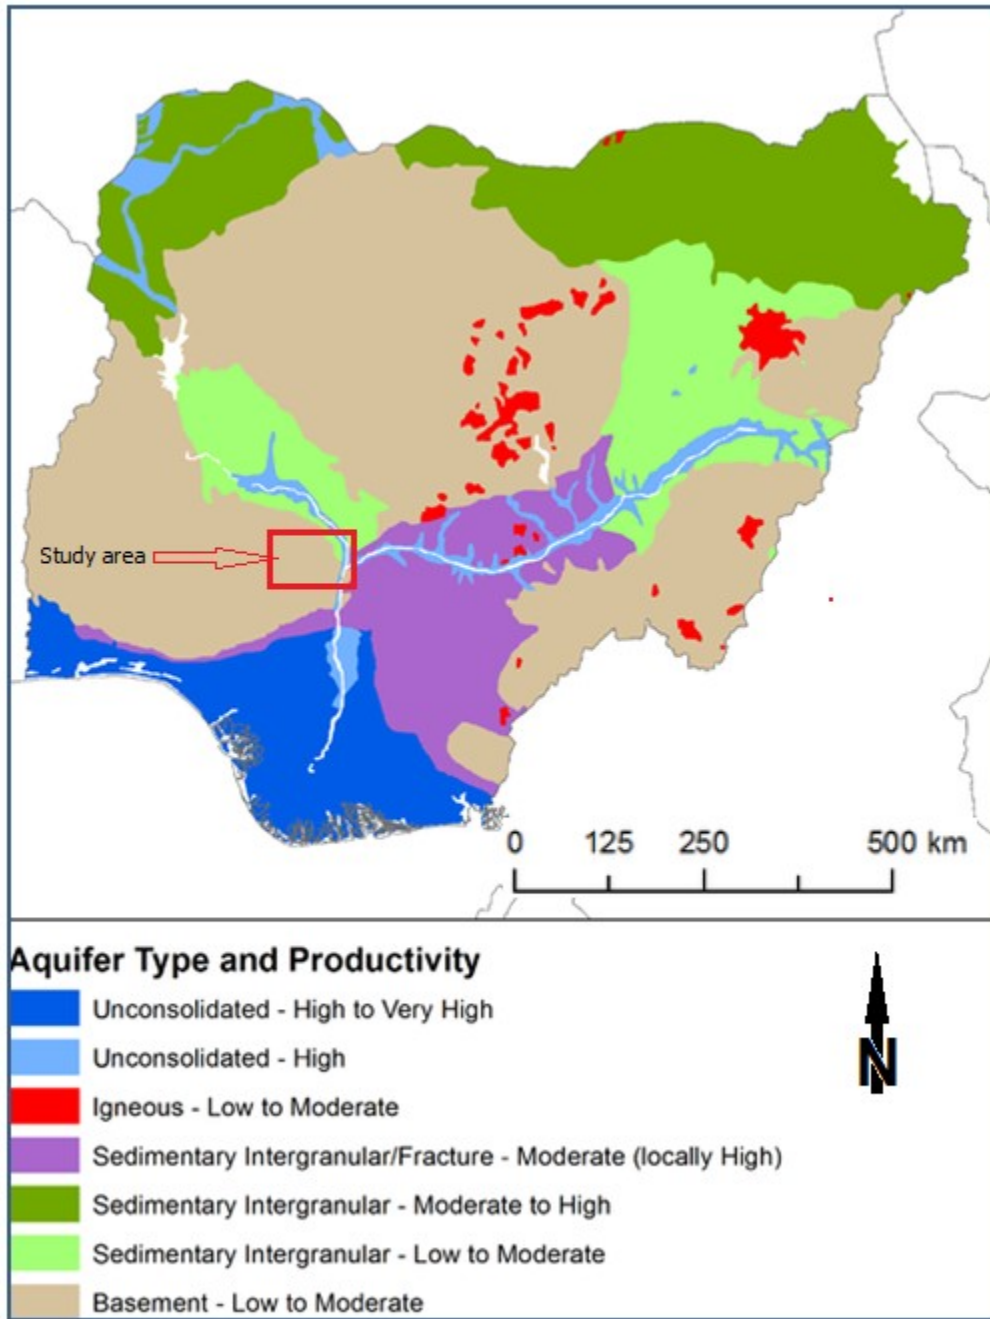 Study area
0 125 250 500 km
Aquifer Type and Productivity
Unconsolidated - High to Very High
Unconsolidated - High
Igneous - Low to Moderate
Sedimentary Intergranular/Fracture - Moderate (locally High)
Sedimentary Intergranular - Moderate to High
Sedimentary Intergranular - Low to Moderate
Basement - Low to Moderate
N